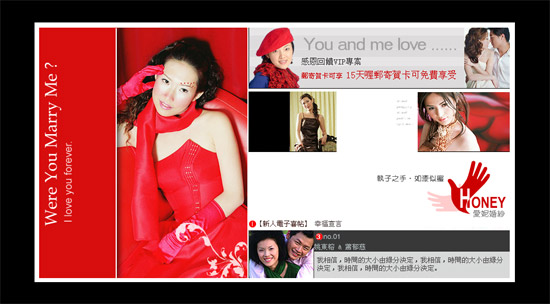 Were You Marry Me ?
I love you forever.
You and me love ......
感恩回饋VIP專案
郵寄賀卡可享 15天喔郵寄賀卡可免費享受
執子之手‧如漆似膠
HONEY
愛妮婚紗
1【新人電子喜帖】 幸福宣言
3 no.01
我相信，時間的大小由緣分決定，我相信，時間的大小由緣分
決定，我相信，時間的大小由緣分決定。